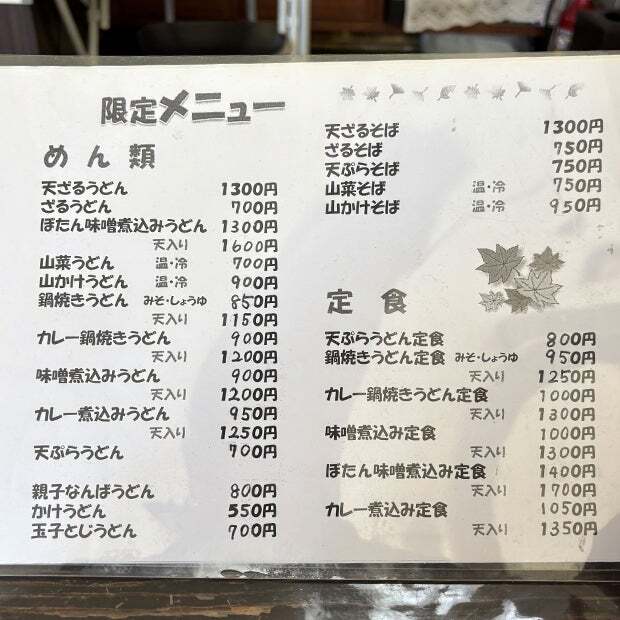 限定メニュー
めん類
天ざるうどん 1300円
ざるうどん 700円
ぼたん味噌煮込みうどん 1300円
天入り 1600円
山菜うどん 温・冷 700円
山かけうどん 温・冷 900円
鍋焼きうどん みそ・しょうゆ 850円
天入り 1150円
カレー鍋焼きうどん 900円
天入り 1200円
味噌煮込みうどん 900円
天入り 1200円
カレー煮込みうどん 950円
天入り 1250円
天ぷらうどん 700円
親子なんばうどん 800円
かけうどん 550円
玉子とじうどん 700円
天ざるそば 1300円
ざるそば 750円
天ぷらそば 750円
山菜そば 温・冷 750円
山かけそば 温・冷 950円
定食
天ぷらうどん定食 800円
鍋焼きうどん定食 みそ・しょうゆ 950円
天入り 1250円
カレー鍋焼きうどん定食 1000円
天入り 1300円
味噌煮込み定食 1000円
天入り 1300円
ぼたん味噌煮込み定食 1400円
天入り 1700円
カレー煮込み定食 1050円
天入り 1350円